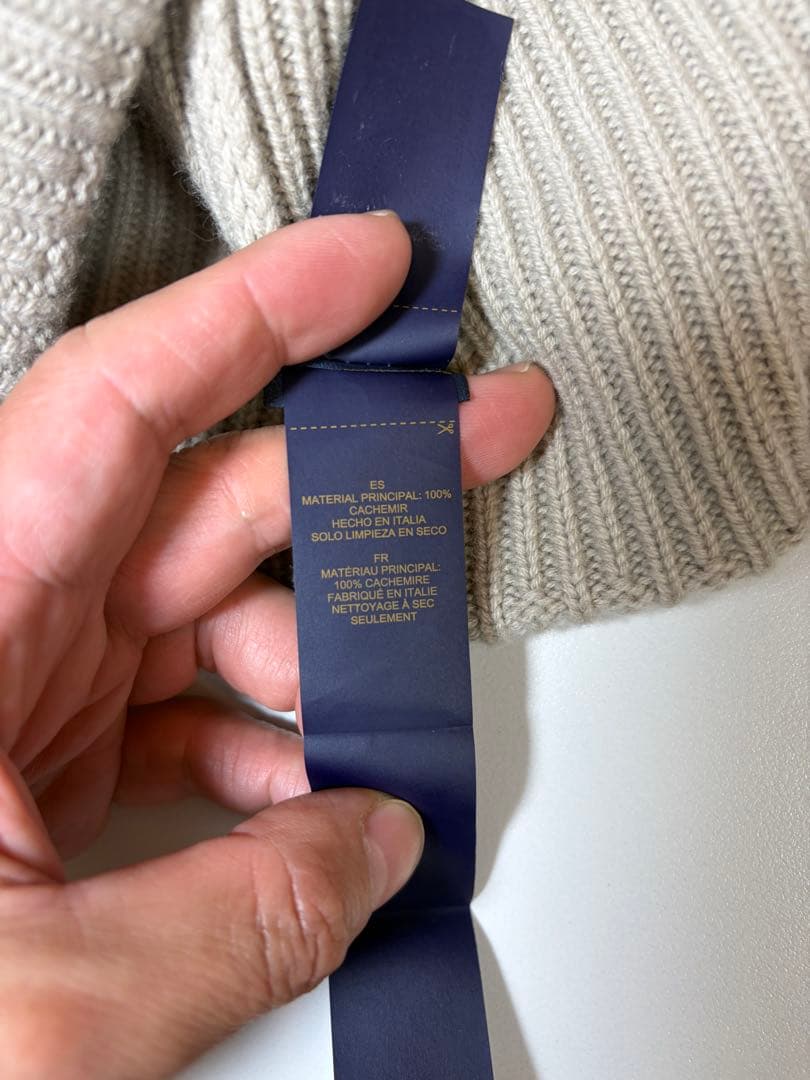 ES
MATERIAL PRINCIPAL: 100%
CACHEMIR
HECHO EN ITALIA
SOLO LIMPIEZA EN SECO
FR
MATÉRIAU PRINCIPAL:
100% CACHEMIRE
FABRIQUÉ EN ITALIE
NETTOYAGE À SEC
SEULEMENT